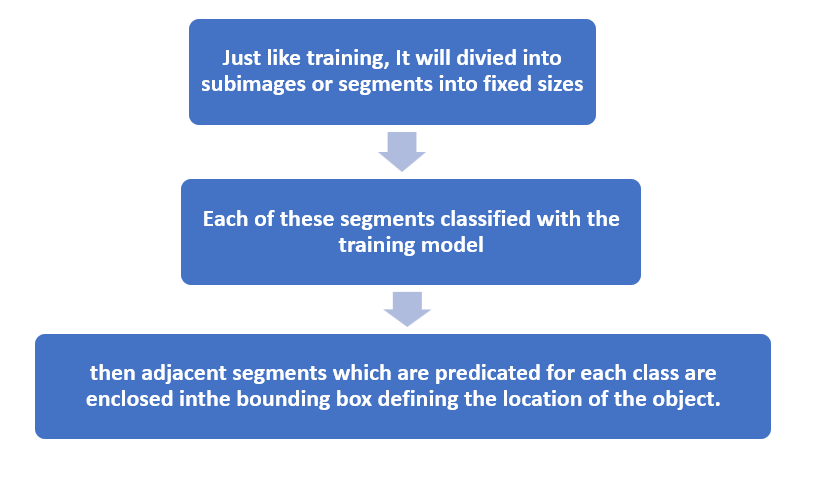 Just like training, It will divied into
subimages or segments into fixed sizes
Each of these segments classified with the
training model
then adjacent segments which are predicated for each class are
enclosed inthe bounding box defining the location of the object.